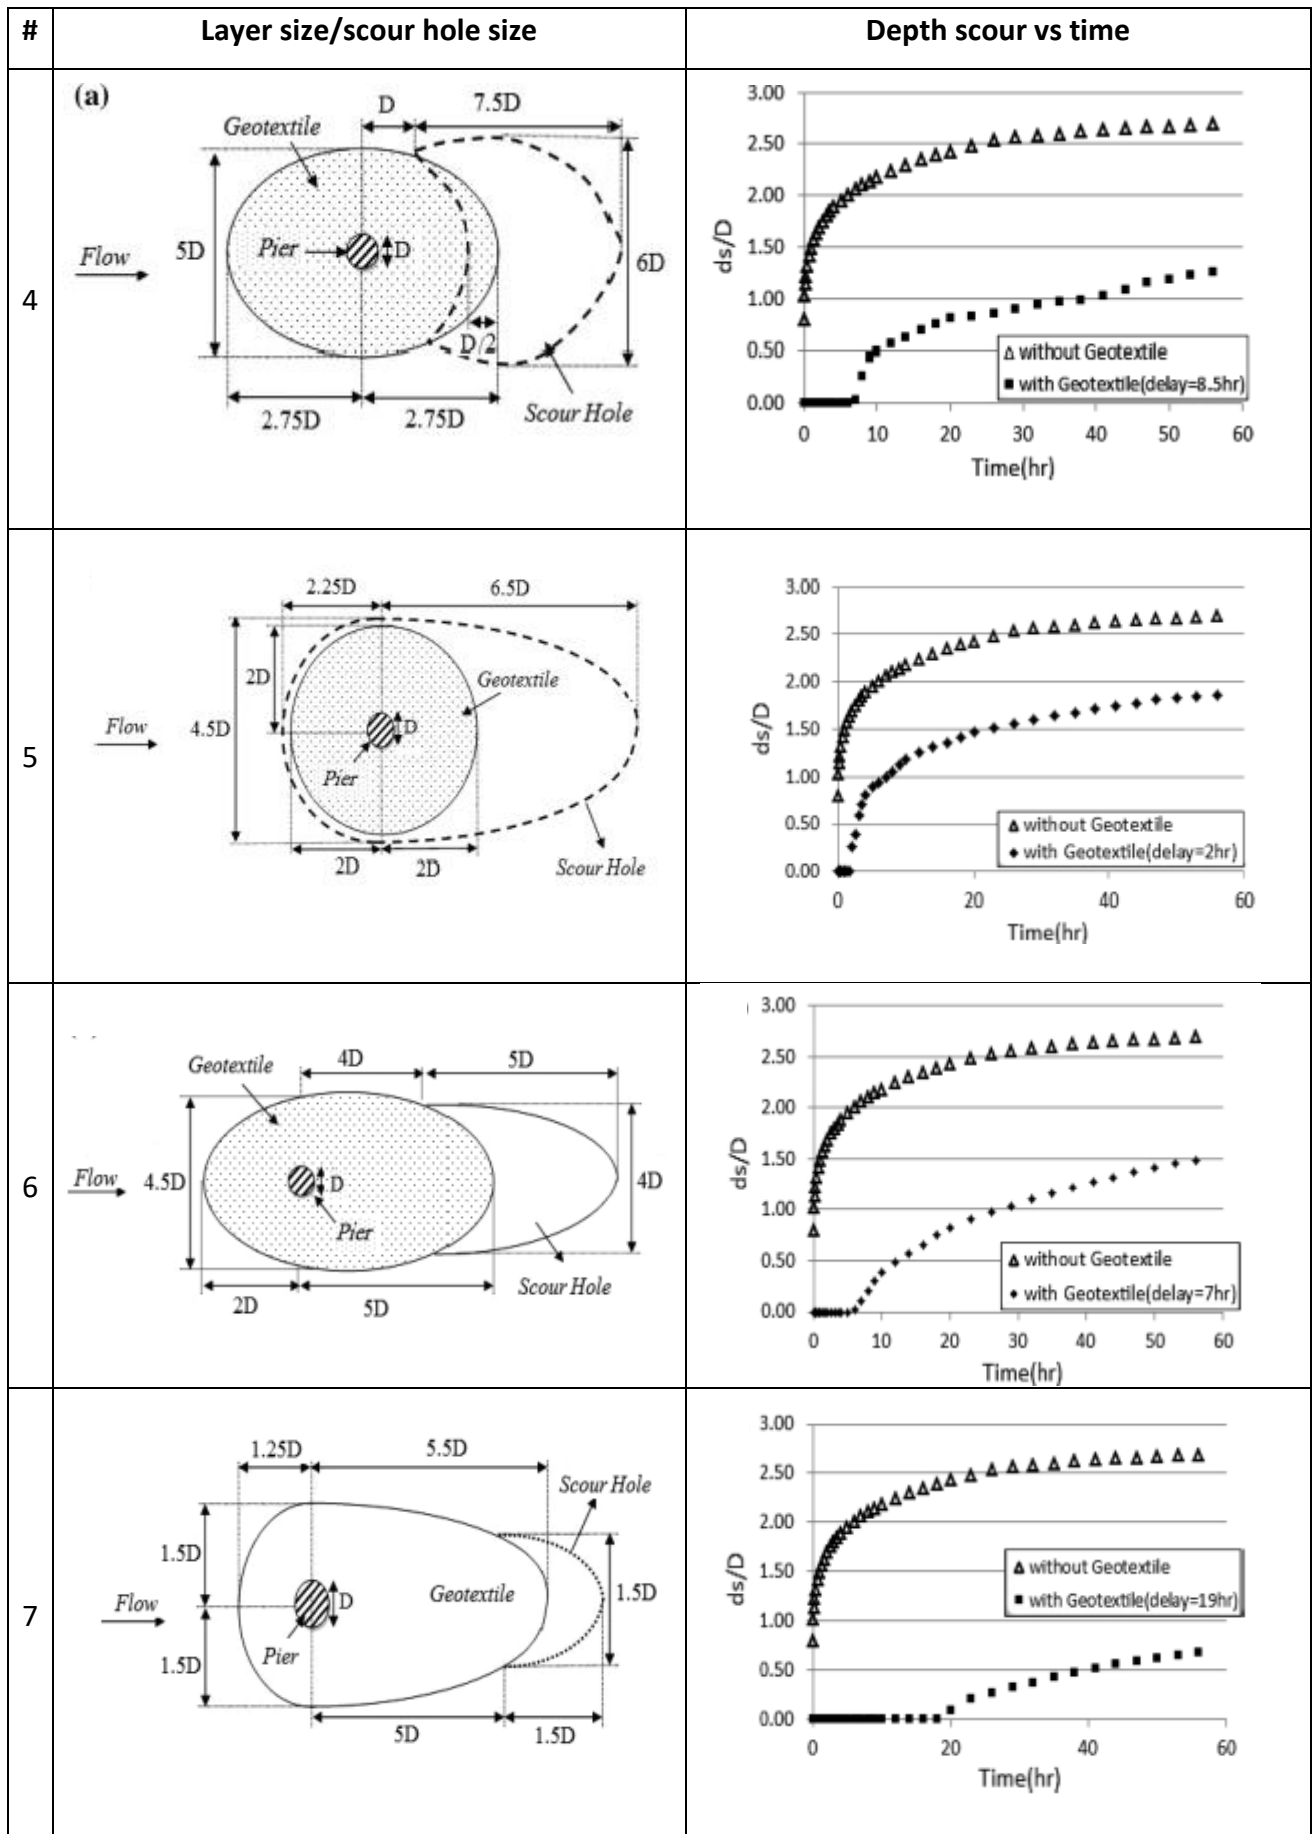 # Layer size/scour hole size Depth scour vs time
4
(a)
D 7.5D
Geotextile
5D
Pier
D
Flow
6D
D/2
2.75D 2.75D
Scour Hole
3.00
2.50
2.00
1.50
1.00
0.50
0.00
ds/D
without Geotextile
with Geotextile(delay=8.5hr)
0 10 20 30 40 50 60
Time(hr)
5
2.25D 6.5D
2D
Geotextile
Flow
4.5D
D
Pier
2D 2D
Scour Hole
3.00
2.50
2.00
1.50
1.00
0.50
0.00
ds/D
without Geotextile
with Geotextile(delay=2hr)
0 20 40 60
Time(hr)
6
Geotextile
4D 5D
Flow
4.5D
D
4D
Pier
2D 5D
Scour Hole
3.00
2.50
2.00
1.50
1.00
0.50
0.00
ds/D
without Geotextile
with Geotextile(delay=7hr)
0 10 20 30 40 50 60
Time(hr)
7
1.25D 5.5D
Scour Hole
1.5D
Flow
D
Geotextile
1.5D
Pier
1.5D
5D 1.5D
3.00
2.50
2.00
1.50
1.00
0.50
0.00
ds/D
without Geotextile
with Geotextile(delay=19hr)
0 20 40 60
Time(hr)